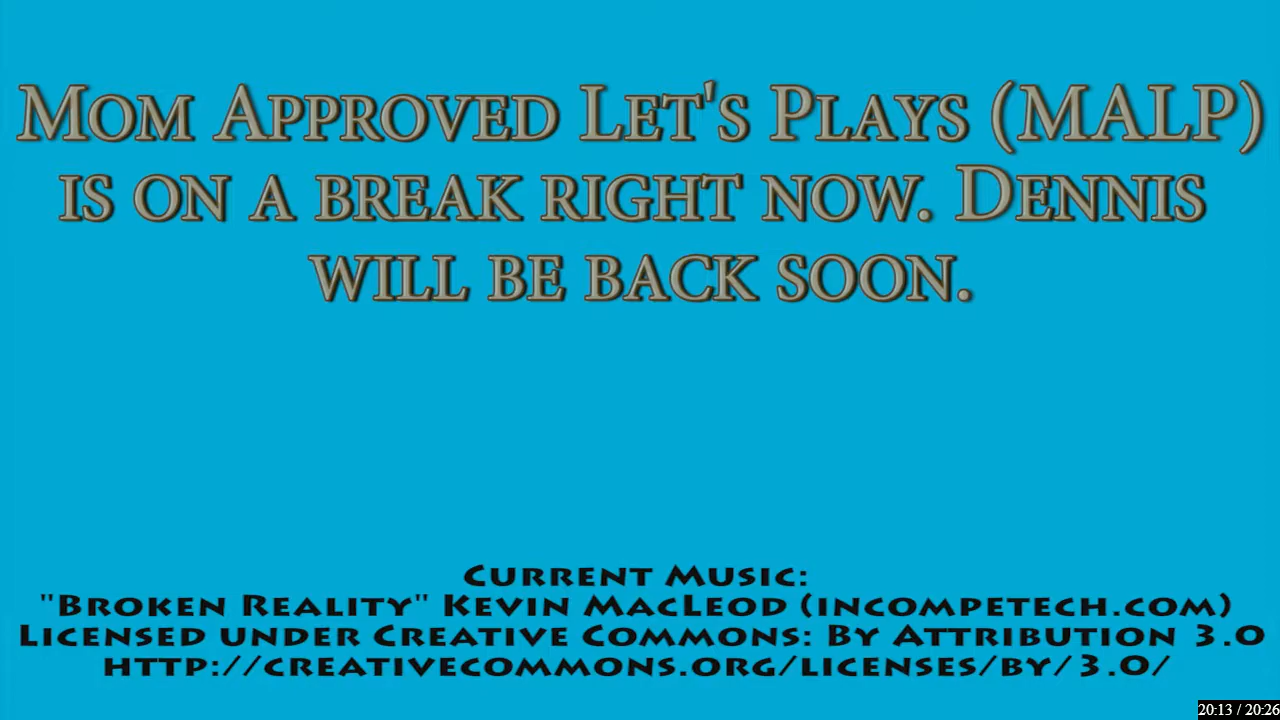 Mom Approved Let's Plays (MALP)
is on a break right now. Dennis
will be back soon.
Current Music:
"Broken Reality" Kevin MacLeod (incompetech.com)
Licensed under Creative Commons: By Attribution 3.0
http://creativecommons.org/licenses/by/3.0/
20:13 / 20:26